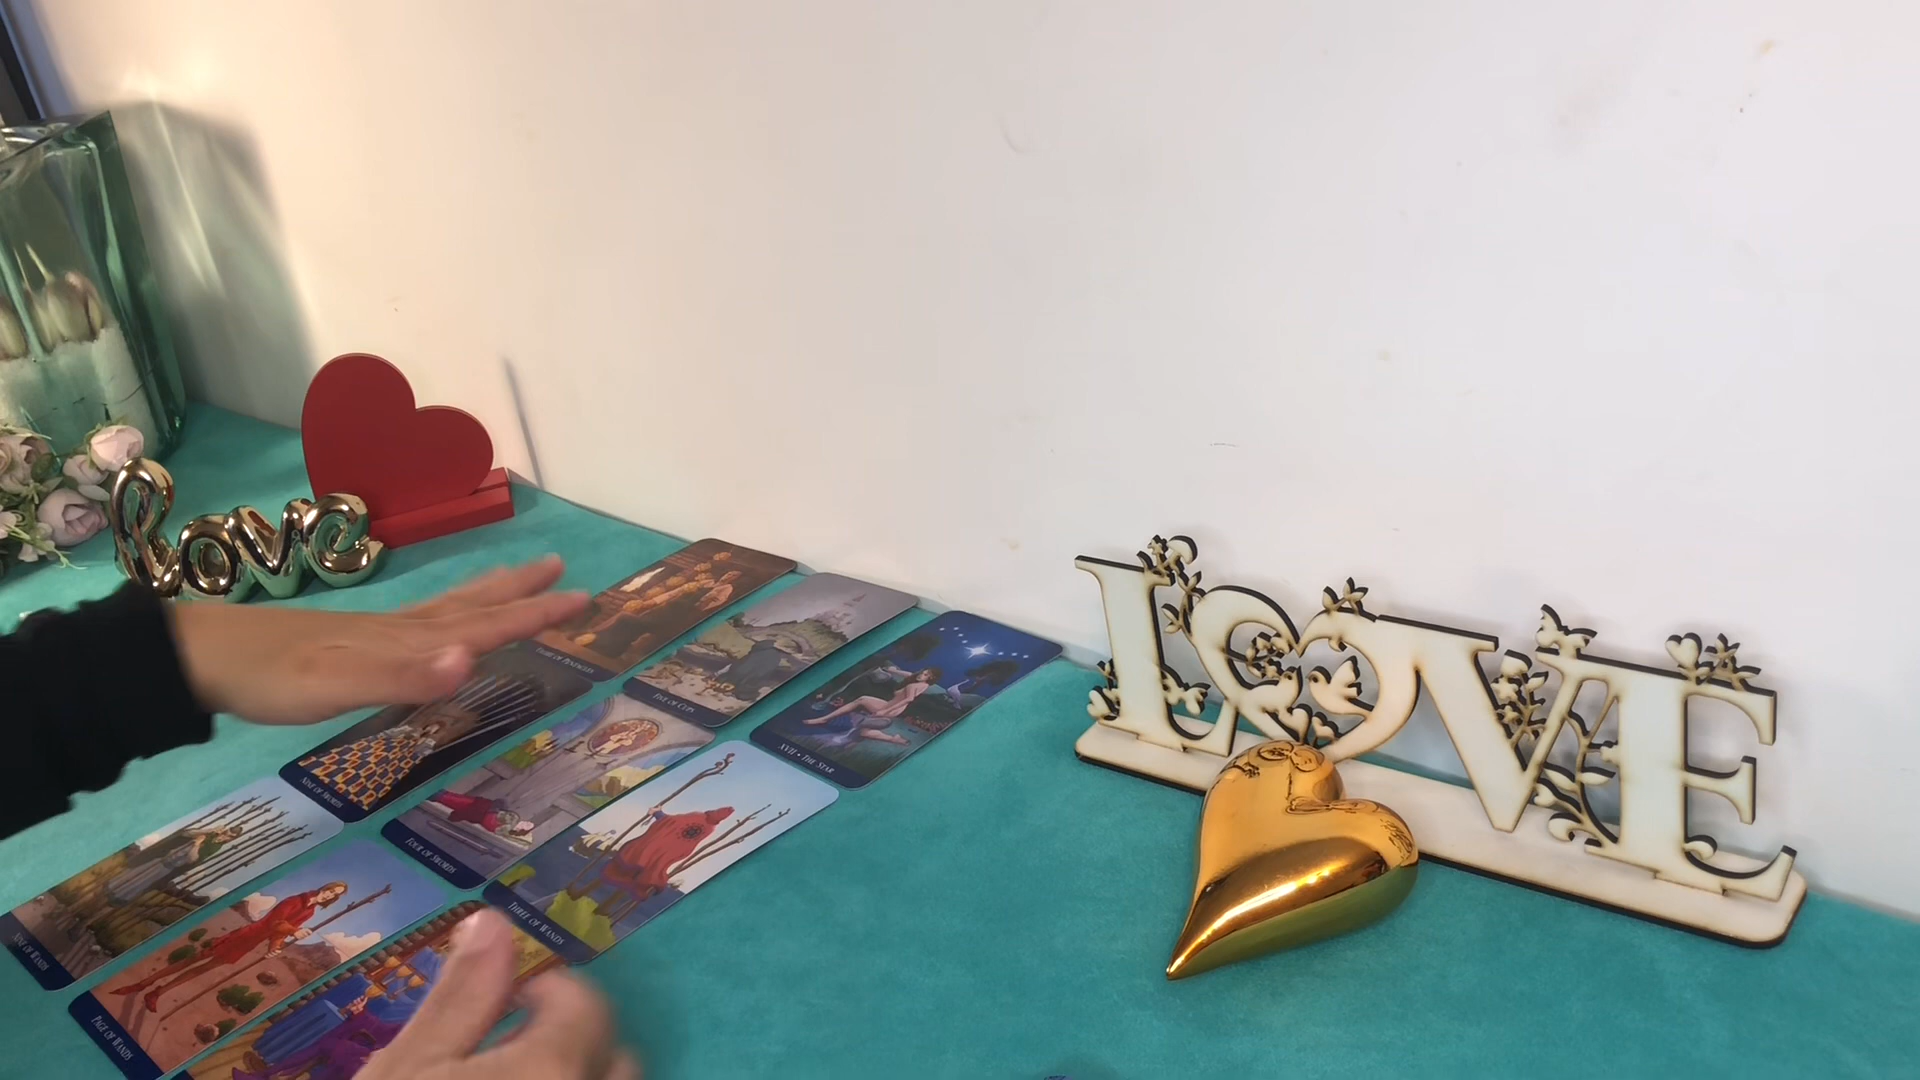 love
LOVE
THREE OF PENTACLES
FIVE OF CUPS
XVII • THE STAR
NINE OF SWORDS
FOUR OF SWORDS
THREE OF WANDS
NINE OF WANDS
PAGE OF WANDS